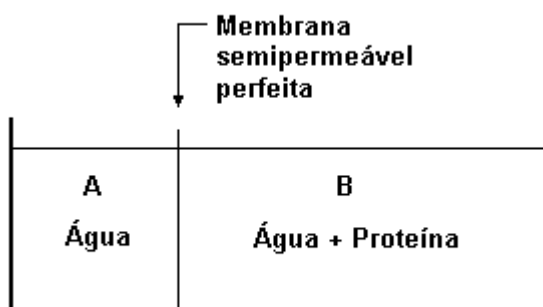 Membrana
semipermeável
perfeita
A
B
Água
Água + Proteína